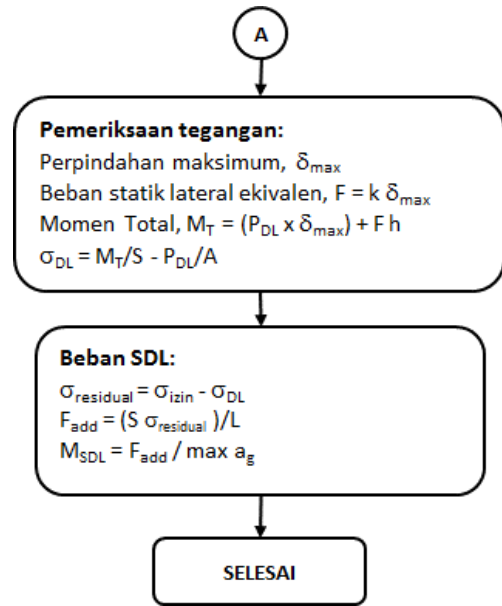 A
Pemeriksaan tegangan:
Perpindahan maksimum, δmax
Beban statik lateral ekivalen, F = k δmax
Momen Total, MT = (PDL x δmax) + F h
σDL = MT/S - PDL/A
Beban SDL:
σresidual = σizin - σDL
Fadd = (S σresidual )/L
MSDL = Fadd / max ag
SELESAI